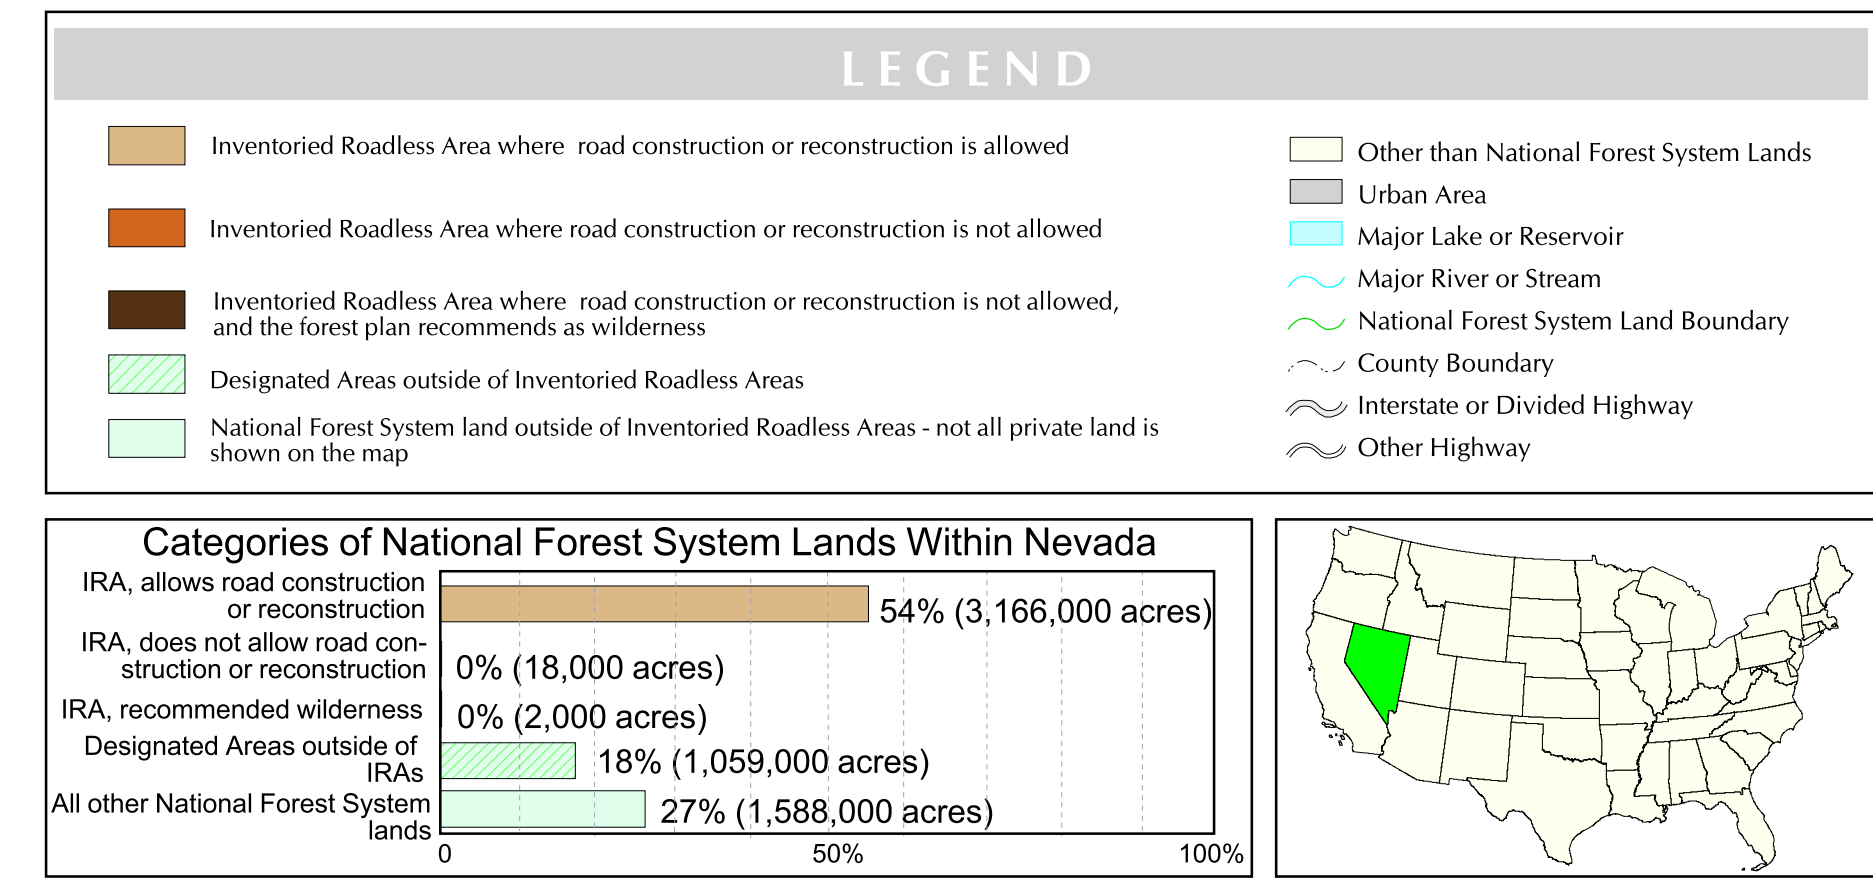 LEGEND
Inventoried Roadless Area where road construction or reconstruction is allowed
Inventoried Roadless Area where road construction or reconstruction is not allowed
Inventoried Roadless Area where road construction or reconstruction is not allowed,
and the forest plan recommends as wilderness
Designated Areas outside of Inventoried Roadless Areas
National Forest System land outside of Inventoried Roadless Areas - not all private land is
shown on the map
Other than National Forest System Lands
Urban Area
Major Lake or Reservoir
Major River or Stream
National Forest System Land Boundary
County Boundary
Interstate or Divided Highway
Other Highway
Categories of National Forest System Lands Within Nevada
IRA, allows road construction
or reconstruction
54% (3,166,000 acres)
IRA, does not allow road con-
struction or reconstruction
0% (18,000 acres)
IRA, recommended wilderness
0% (2,000 acres)
Designated Areas outside of
IRAs
18% (1,059,000 acres)
All other National Forest System
lands
27% (1,588,000 acres)
0
50%
100%